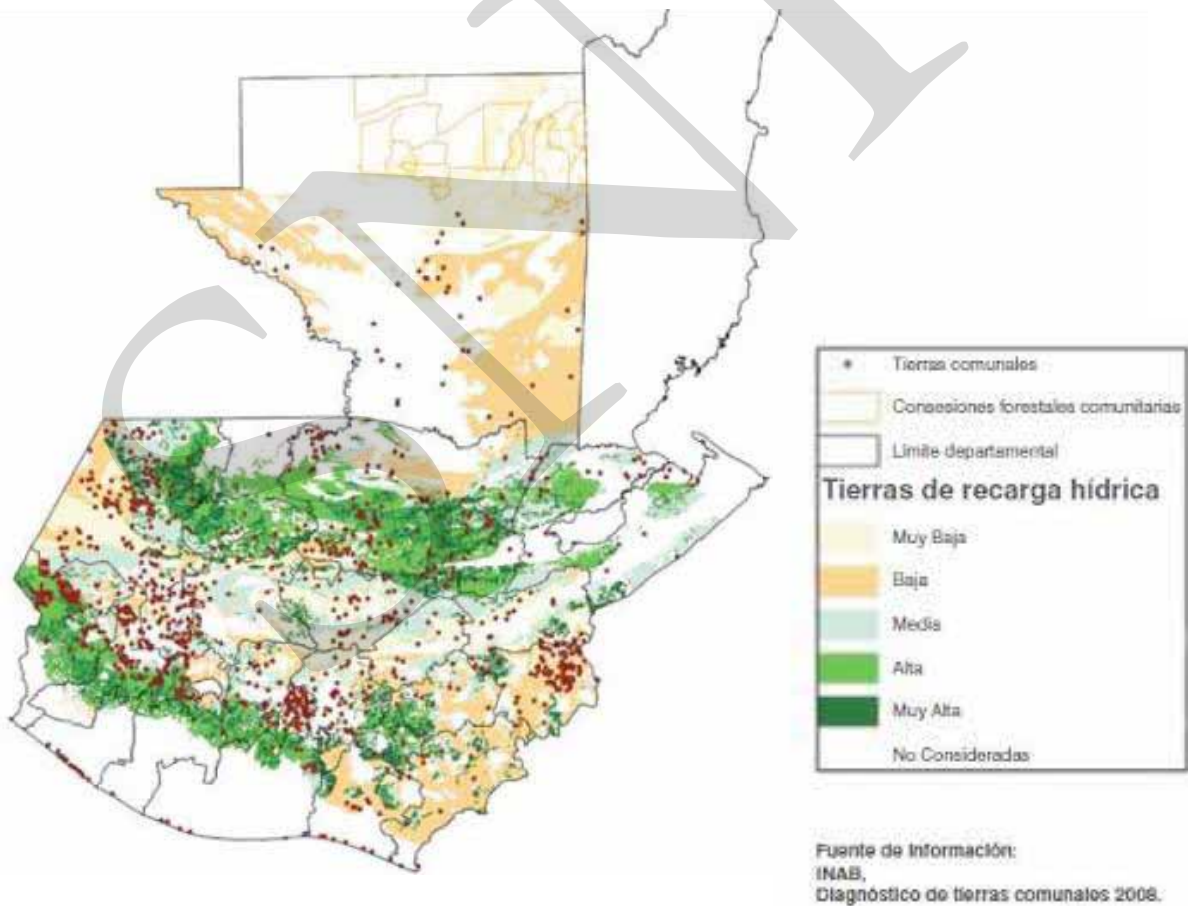 Tierras comunales
Consesiones forestales comunitarias
Límite departamental
Tierras de recarga hídrica
Muy Baja
Baja
Media
Alta
Muy Alta
No Consideradas
Fuente de Información:
INAB,
Diagnóstico de tierras comunales 2008.